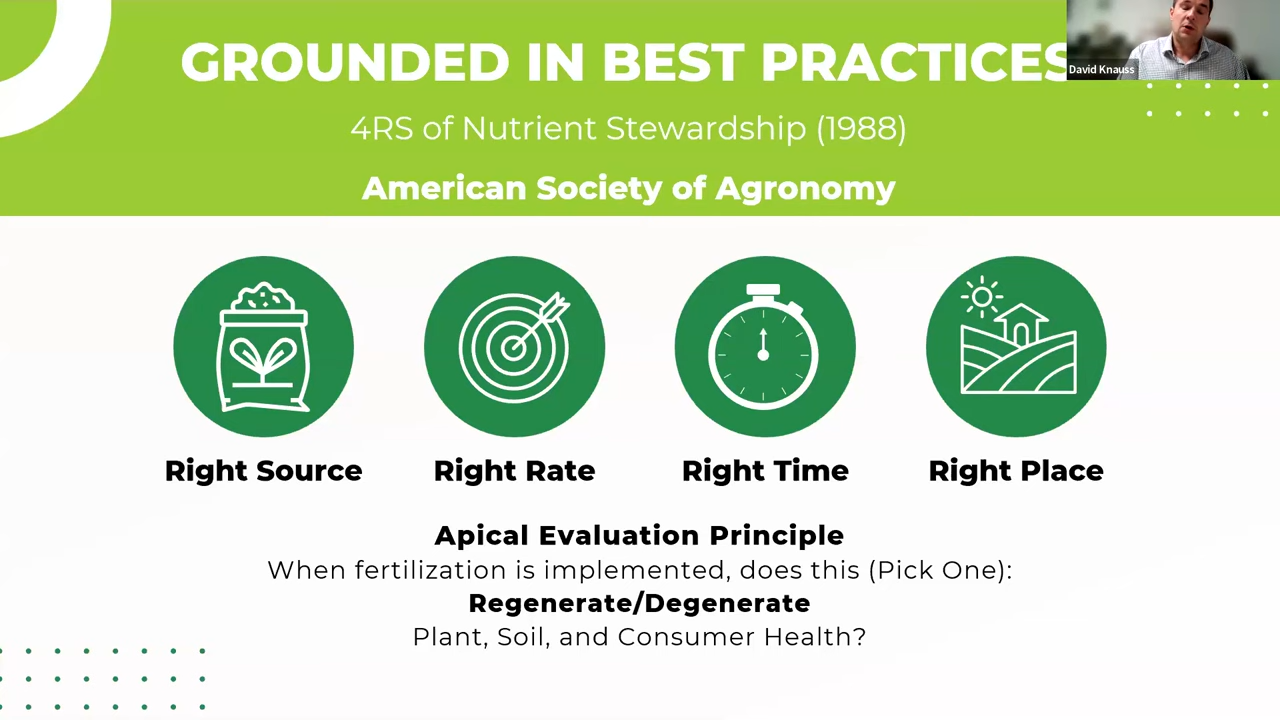 GROUNDED IN BEST PRACTICES
David Knauss
4RS of Nutrient Stewardship (1988)
American Society of Agronomy
Right Source
Right Rate
Right Time
Right Place
Apical Evaluation Principle
When fertilization is implemented, does this (Pick One):
Regenerate/Degenerate
Plant, Soil, and Consumer Health?